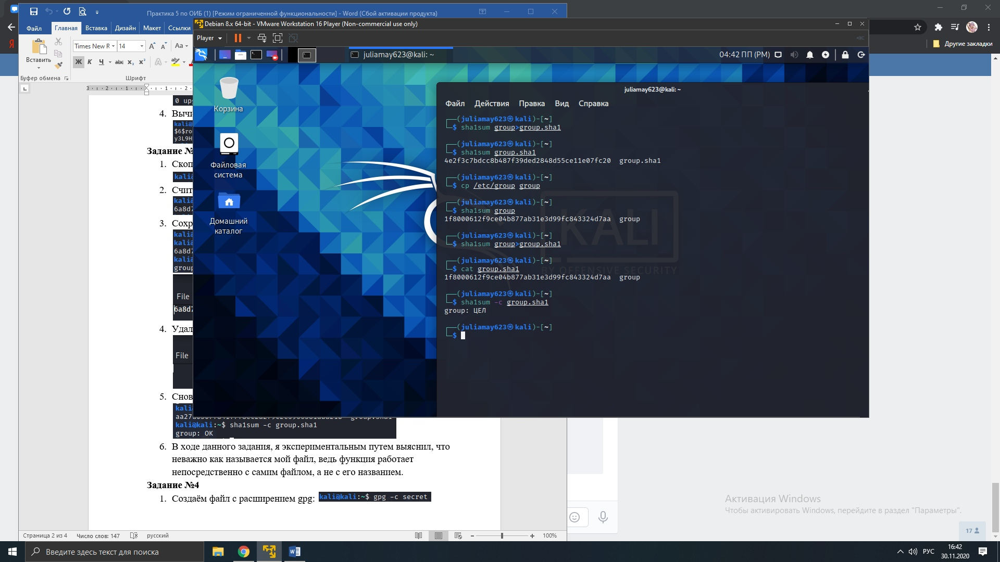 Практика 5 по ОИБ (1) [Режим ограниченной функциональности] - Word (Сбой активации продукта)
Файл
Главная
Вставка
Дизайн
Макет
Ссылки
Вставить
Times New R
14
Aa
Ж К Ч abc x₂ x²
Буфер обмена
Шрифт
Другие закладки
Debian 8.x 64-bit - VMware Workstation 16 Player (Non-commercial use only)
Player
juliamay623@kali: ~
04:42 ПП (PM)
Корзина
Файловая
система
Домашний
каталог
juliamay623@kali: ~
Файл Действия Правка Вид Справка
(juliamay623㉿kali)-[~]
$ sha1sum group>group.sha1
(juliamay623㉿kali)-[~]
$ sha1sum group.sha1
4e2f3c7bdcc8b487f39ded2848d55ce11e07fc20 group.sha1
(juliamay623㉿kali)-[~]
$ cp /etc/group group
(juliamay623㉿kali)-[~]
$ sha1sum group
1f8000612f9ce04b877ab31e3d99fc843324d7aa group
(juliamay623㉿kali)-[~]
$ sha1sum group>group.sha1
(juliamay623㉿kali)-[~]
$ cat group.sha1
1f8000612f9ce04b877ab31e3d99fc843324d7aa group
(juliamay623㉿kali)-[~]
$ sha1sum -c group.sha1
group: ЦЕЛ
(juliamay623㉿kali)-[~]
$
KALI
BY OFFENSIVE SECURITY
0 up
4. Вычи
kali@
$6$ro
y3L9H
Задание №
1. Скоп
kali
2. Счит
kali
6a8d7
3. Сохр
kali
kali
6a8d7
kali
group
File
6a8d7
4. Удал
File
5. Снов
kali
kali@kali:~$ sha1sum -c group.sha1
group: OK
6. В ходе данного задания, я экспериментальным путем выяснил, что
неважно как называется мой файл, ведь функция работает
непосредственно с самим файлом, а не с его названием.
Задание №4
1. Создаём файл с расширением gpg: kali@kali:~$ gpg -c secret
Активация Windows
Чтобы активировать Windows, перейдите в раздел "Параметры".
17
Страница 2 из 4
Число слов: 147
русский
100%
Введите здесь текст для поиска
РУС
16:42
30.11.2020